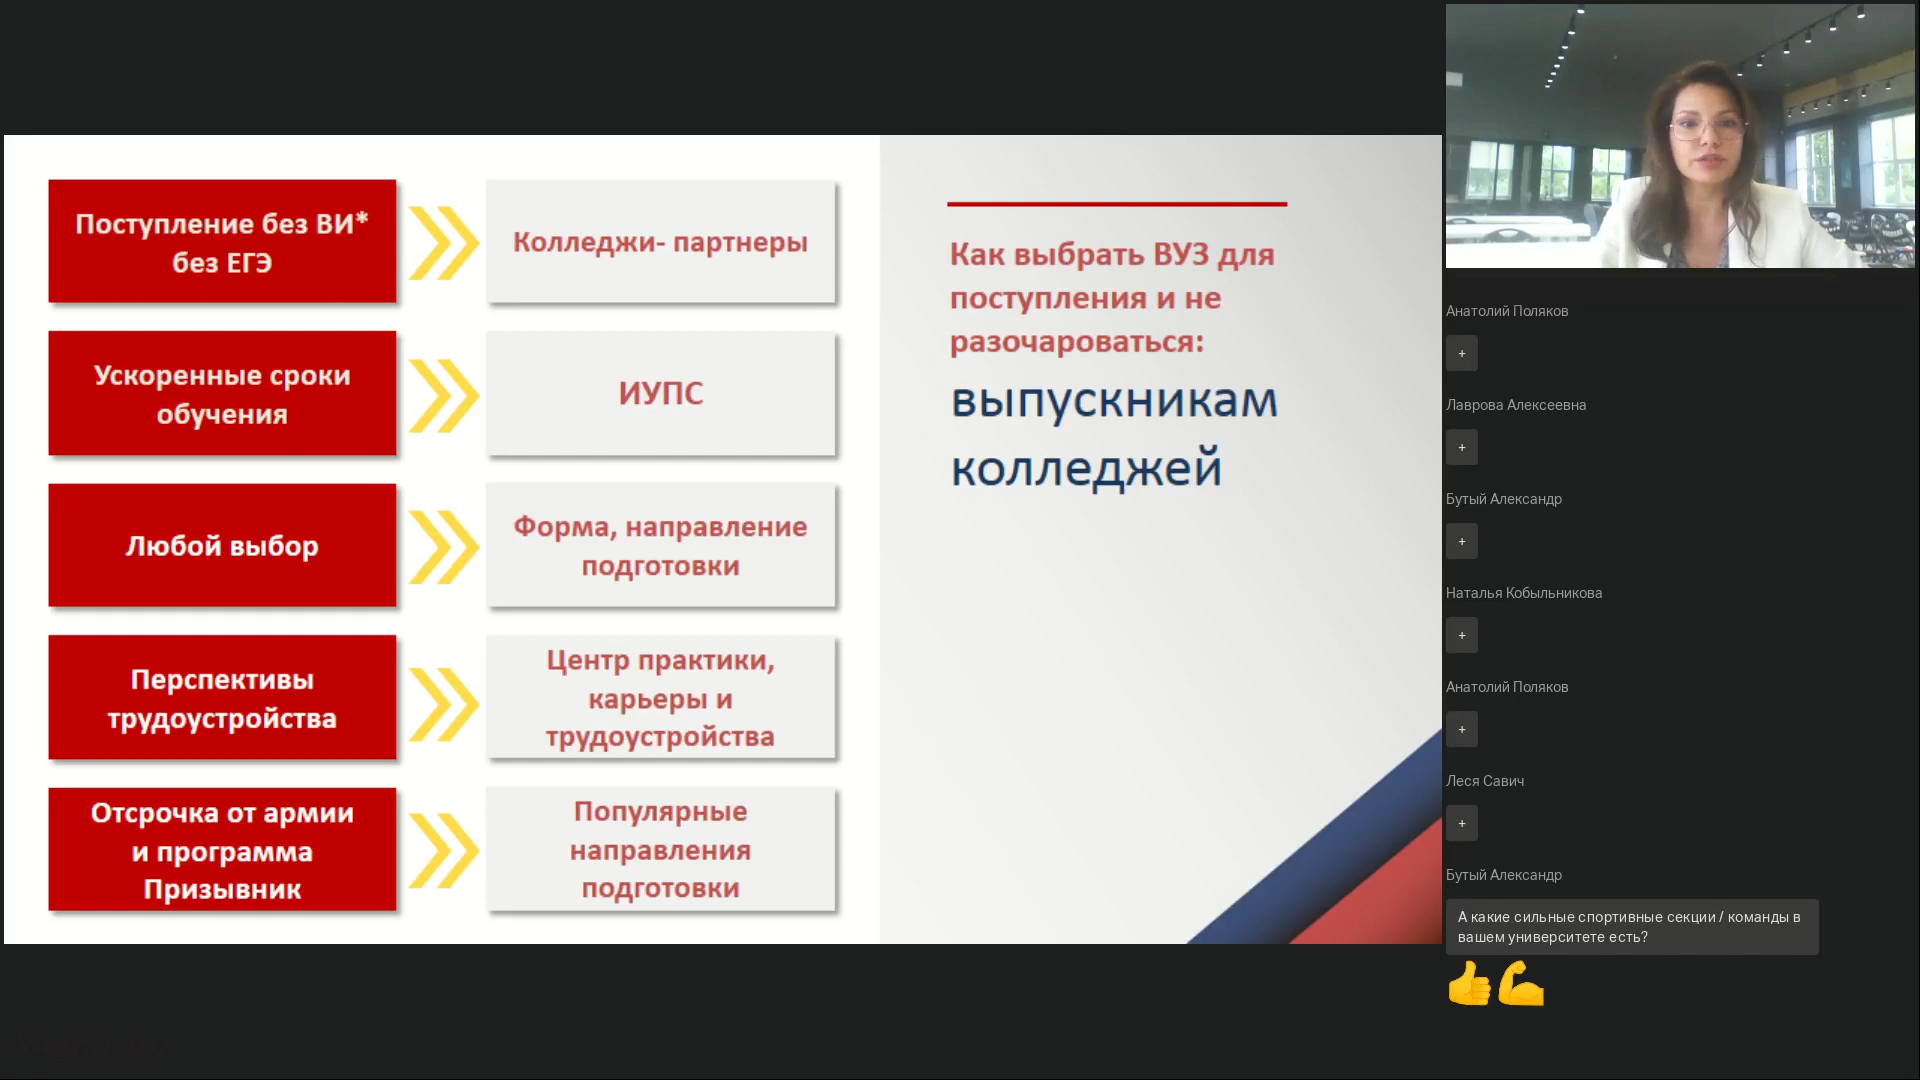 Поступление без ВИ*
без ЕГЭ
Колледжи- партнеры
Ускоренные сроки
обучения
ИУПС
Любой выбор
Форма, направление
подготовки
Перспективы
трудоустройства
Центр практики,
карьеры и
трудоустройства
Отсрочка от армии
и программа
Призывник
Популярные
направления
подготовки
Как выбрать ВУЗ для
поступления и не
разочароваться:
выпускникам
колледжей
Анатолий Поляков
+
Лаврова Алексеевна
+
Бутый Александр
+
Наталья Кобыльникова
+
Анатолий Поляков
+
Леся Савич
+
Бутый Александр
А какие сильные спортивные секции / команды в
вашем университете есть?